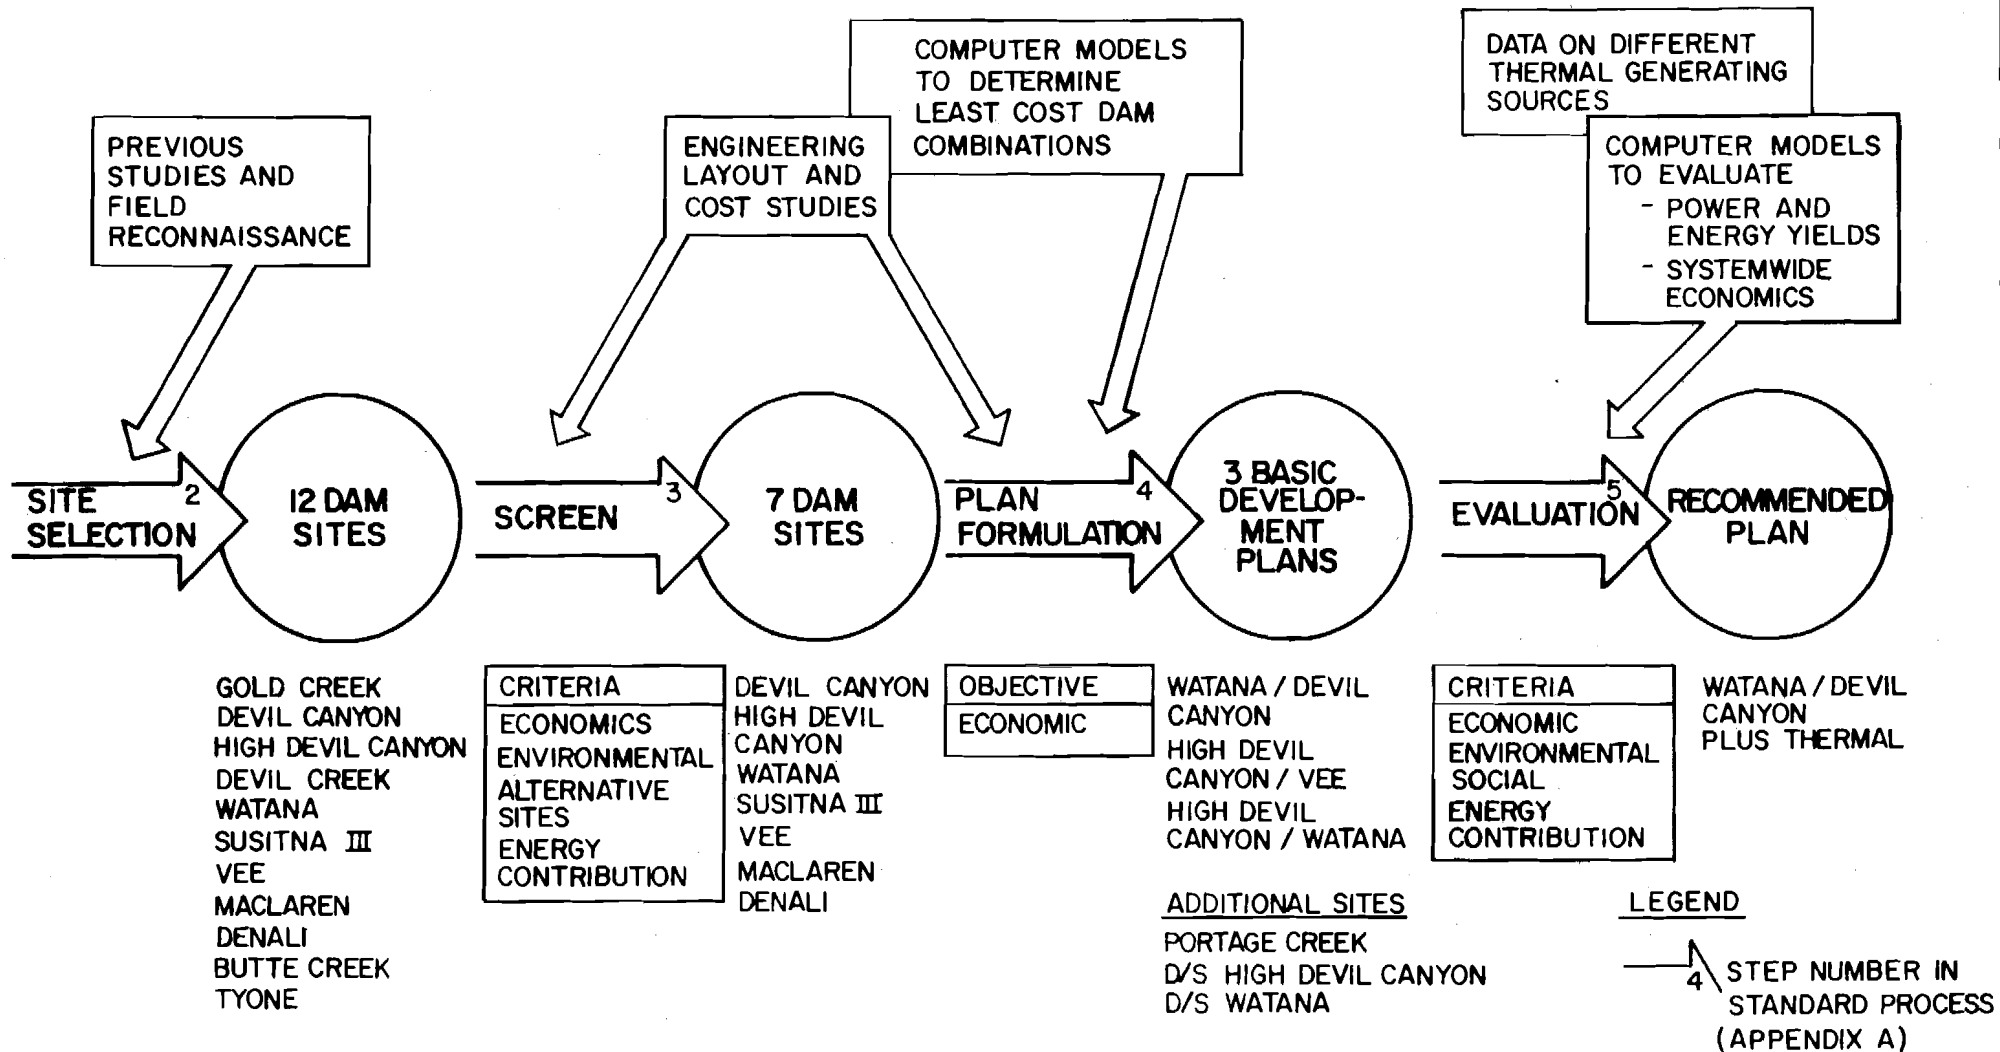 PREVIOUS
STUDIES AND
FIELD
RECONNAISSANCE
ENGINEERING
LAYOUT AND
COST STUDIES
COMPUTER MODELS
TO DETERMINE
LEAST COST DAM
COMBINATIONS
DATA ON DIFFERENT
THERMAL GENERATING
SOURCES
COMPUTER MODELS
TO EVALUATE
- POWER AND
ENERGY YIELDS
- SYSTEMWIDE
ECONOMICS
SITE
SELECTION
2
12 DAM
SITES
SCREEN
3
7 DAM
SITES
PLAN
FORMULATION
4
3 BASIC
DEVELOP-
MENT
PLANS
EVALUATION
5
RECOMMENDED
PLAN
GOLD CREEK
DEVIL CANYON
HIGH DEVIL CANYON
DEVIL CREEK
WATANA
SUSITNA III
VEE
MACLAREN
DENALI
BUTTE CREEK
TYONE
CRITERIA
ECONOMICS
ENVIRONMENTAL
ALTERNATIVE
SITES
ENERGY
CONTRIBUTION
DEVIL CANYON
HIGH DEVIL
CANYON
WATANA
SUSITNA III
VEE
MACLAREN
DENALI
OBJECTIVE
ECONOMIC
WATANA / DEVIL
CANYON
HIGH DEVIL
CANYON / VEE
HIGH DEVIL
CANYON / WATANA
ADDITIONAL SITES
PORTAGE CREEK
D/S HIGH DEVIL CANYON
D/S WATANA
CRITERIA
ECONOMIC
ENVIRONMENTAL
SOCIAL
ENERGY
CONTRIBUTION
WATANA / DEVIL
CANYON
PLUS THERMAL
LEGEND
4
STEP NUMBER IN
STANDARD PROCESS
(APPENDIX A)